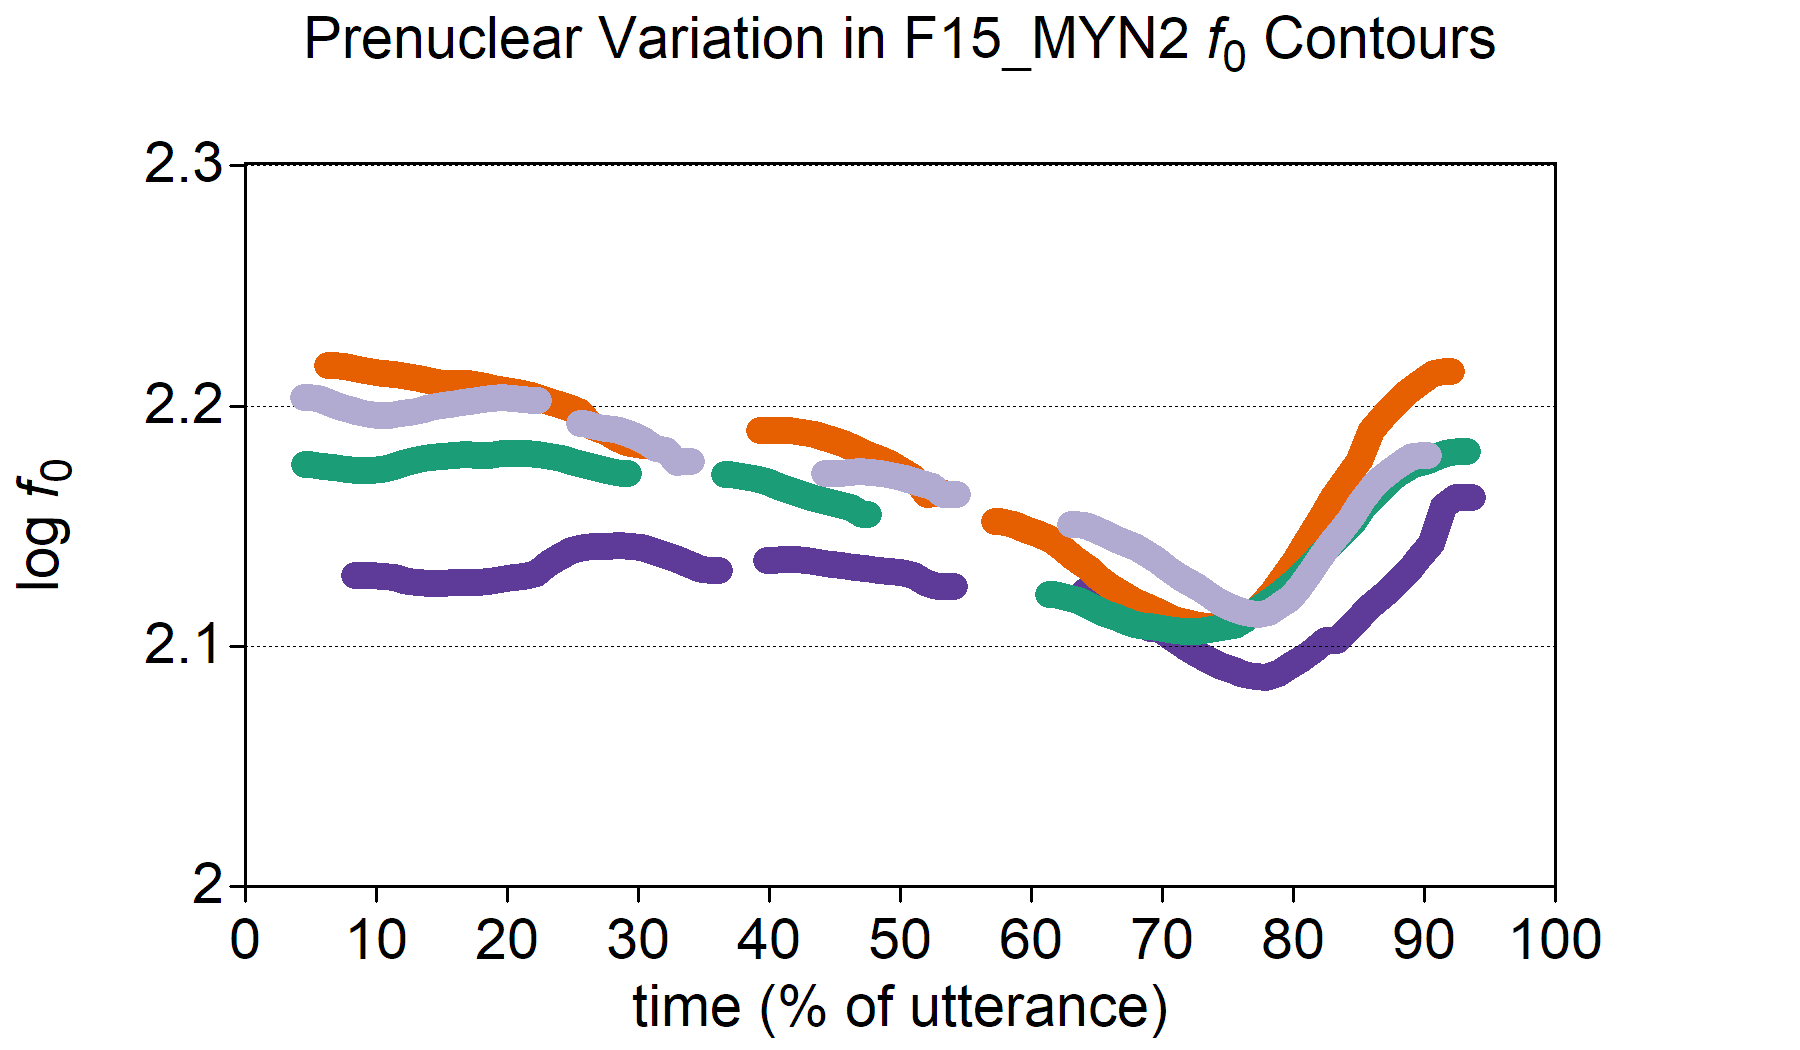 Prenuclear Variation in F15_MYN2 f0 Contours
2.3
2.2
2.1
2
log f0
0 10 20 30 40 50 60 70 80 90 100
time (% of utterance)